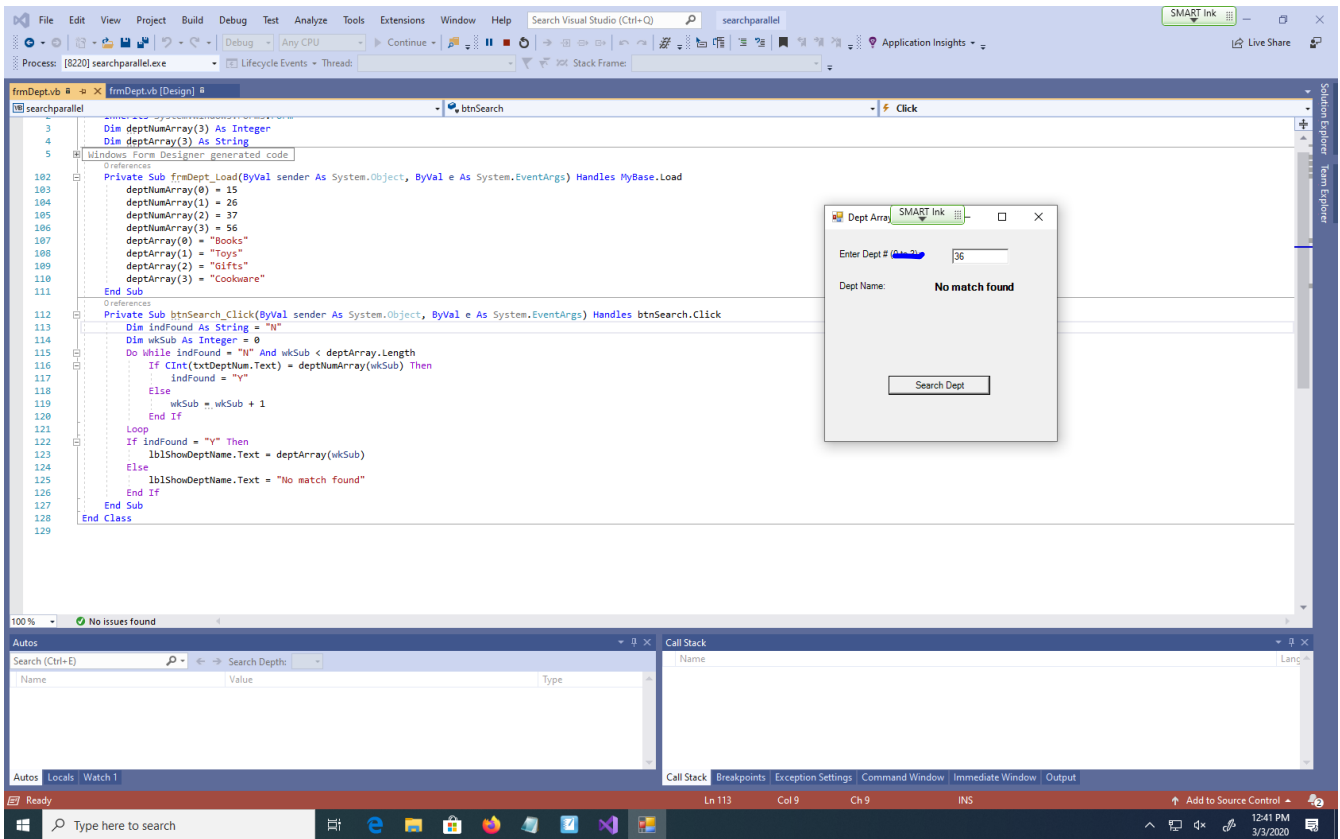 File Edit View Project Build Debug Test Analyze Tools Extensions Window Help Search Visual Studio (Ctrl+Q) searchparallel
SMART Ink
Debug Any CPU Continue Application Insights Live Share
Process: [8220] searchparallel.exe Lifecycle Events Thread: Stack Frame:
frmDept.vb frmDept.vb [Design]
searchparallel btnSearch Click
Solution Explorer
Team Explorer
2 Inherits System.Windows.Forms.Form
3 Dim deptNumArray(3) As Integer
4 Dim deptArray(3) As String
5 Windows Form Designer generated code
0 references
102 Private Sub frmDept_Load(ByVal sender As System.Object, ByVal e As System.EventArgs) Handles MyBase.Load
103 deptNumArray(0) = 15
104 deptNumArray(1) = 26
105 deptNumArray(2) = 37
106 deptNumArray(3) = 56
107 deptArray(0) = "Books"
108 deptArray(1) = "Toys"
109 deptArray(2) = "Gifts"
110 deptArray(3) = "Cookware"
111 End Sub
0 references
112 Private Sub btnSearch_Click(ByVal sender As System.Object, ByVal e As System.EventArgs) Handles btnSearch.Click
113 Dim indFound As String = "N"
114 Dim wkSub As Integer = 0
115 Do While indFound = "N" And wkSub < deptArray.Length
116 If CInt(txtDeptNum.Text) = deptNumArray(wkSub) Then
117 indFound = "Y"
118 Else
119 wkSub = wkSub + 1
120 End If
121 Loop
122 If indFound = "Y" Then
123 lblShowDeptName.Text = deptArray(wkSub)
124 Else
125 lblShowDeptName.Text = "No match found"
126 End If
127 End Sub
128 End Class
129
Dept Array
SMART Ink
Enter Dept # 36
Dept Name: No match found
Search Dept
100 % No issues found
Autos
Search (Ctrl+E) Search Depth:
Name Value Type
Autos Locals Watch 1
Call Stack
Name Lang
Call Stack Breakpoints Exception Settings Command Window Immediate Window Output
Ready Ln 113 Col 9 Ch 9 INS Add to Source Control 2
Type here to search
12:41 PM
3/3/2020